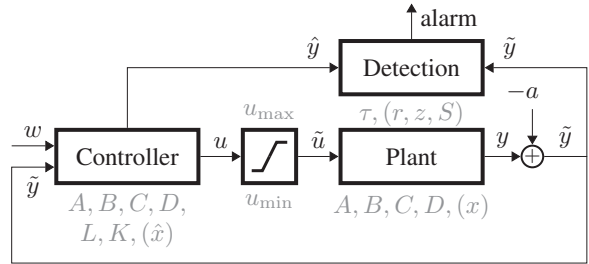 alarm
ŷ
Detection
ỹ
τ, (r, z, S)
−a
u_max
w
Controller
u
ũ
Plant
y
+
ỹ
ỹ
A, B, C, D,
L, K, (x̂)
u_min
A, B, C, D, (x)